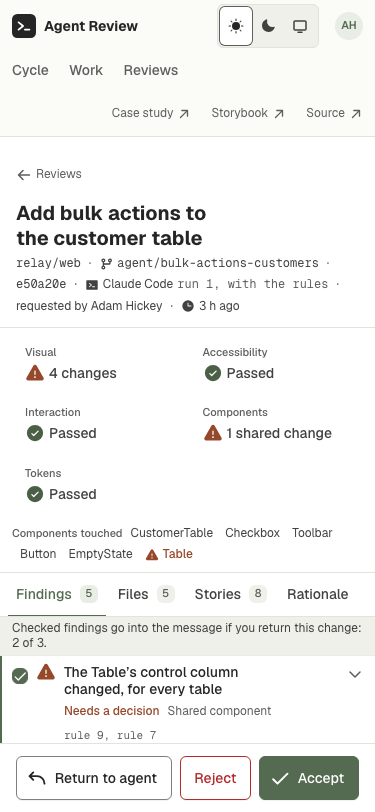 Agent Review
AH
Cycle Work Reviews
Case study Storybook Source
Reviews
Add bulk actions to
the customer table
relay/web · agent/bulk-actions-customers ·
e50a20e · Claude Code run 1, with the rules ·
requested by Adam Hickey · 3 h ago
Visual Accessibility
4 changes Passed
Interaction Components
Passed 1 shared change
Tokens
Passed
Components touched CustomerTable Checkbox Toolbar
Button EmptyState Table
Findings 5 Files 5 Stories 8 Rationale
Checked findings go into the message if you return this change:
2 of 3.
The Table's control column
changed, for every table
Needs a decision Shared component
rule 9, rule 7
Return to agent Reject Accept